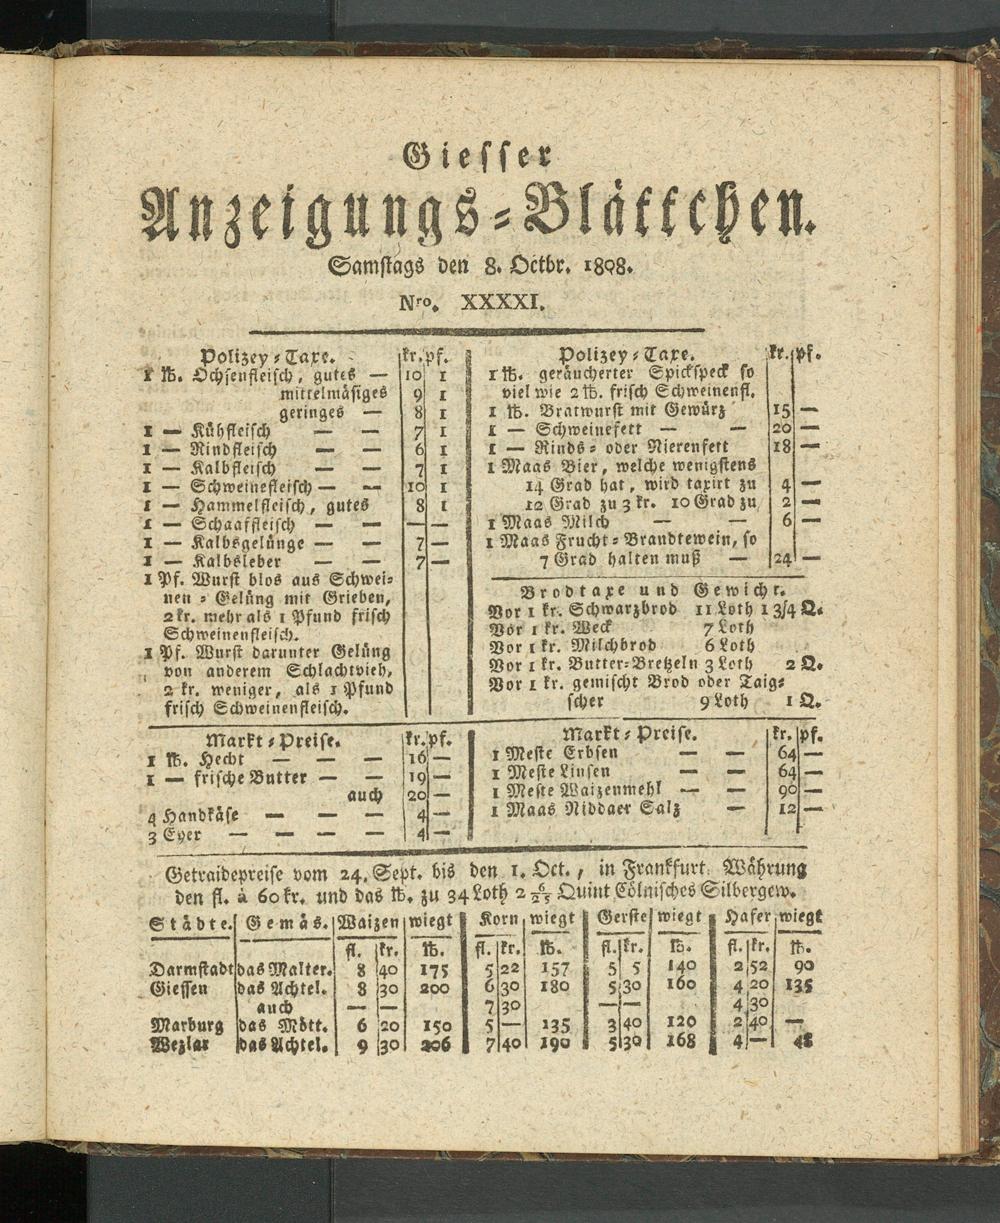 Giesser
Anzeigungs-Blättchen.
Samstags den 8. Octbr. 1808.
Nro. XXXXI.
Polizey-Taxe. kr. pf.
1 ℔. Ochsenfleisch, gutes — 10 1
mittelmäsiges 9 1
geringes — 8 1
1 — Kühfleisch — — 7 1
1 — Rindfleisch — — 6 1
1 — Kalbfleisch — — 7 1
1 — Schweinefleisch — — 10 1
1 — Hammelfleisch, gutes 8 1
1 — Schaaffleisch — — — —
1 — Kalbsgelünge — — 7 —
1 — Kalbsleber — — 7 —
1 Pf. Wurst blos aus Schwei-
nen-Gelüng mit Grieben,
2 kr. mehr als 1 Pfund frisch
Schweinenfleisch.
1 Pf. Wurst darunter Gelüng
von anderem Schlachtvieh,
2 kr. weniger, als 1 Pfund
frisch Schweinenfleisch.
Polizey-Taxe. kr. pf.
1 ℔. geräucherter Spickspeck so
viel wie 2 ℔. frisch Schweinenfl.
1 ℔. Bratwurst mit Gewürz 15 —
1 — Schweinefett — — 20 —
1 — Rinds- oder Nierenfett 18 —
1 Maas Bier, welche wenigstens
14 Grad hat, wird taxirt zu 4 —
12 Grad zu 3 kr. 10 Grad zu 2 —
1 Maas Milch — — 6 —
1 Maas Frucht-Brandtewein, so
7 Grad halten muß — 24 —
Brodtaxe und Gewicht.
Vor 1 kr. Schwarzbrod 11 Loth 1 3/4 Q.
Vor 1 kr. Weck 7 Loth
Vor 1 kr. Milchbrod 6 Loth
Vor 1 kr. Butter-Bretzeln 3 Loth 2 Q.
Vor 1 kr. gemischt Brod oder Taig-
scher 9 Loth 1 Q.
Markt-Preise. kr. pf.
1 ℔. Hecht — — — 16 —
1 — frische Butter — — 19 —
auch 20 —
4 Handkäse — — — 4 —
3 Eyer — — — — 4 —
Markt-Preise. kr. pf.
1 Meste Erbsen — — 64 —
1 Meste Linsen — — 64 —
1 Meste Waizenmehl — — 90 —
1 Maas Niddaer Salz — 12 —
Getraidepreise vom 24. Sept. bis den 1. Oct., in Frankfurt. Währung
den fl. à 60 kr. und das ℔. zu 34 Loth 2 6/25 Quint Cölnisches Silbergew.
Städte. Gemäs. Waizen wiegt Korn wiegt Gerste wiegt Hafer wiegt
fl. kr. ℔. fl. kr. ℔. fl. kr. ℔. fl. kr. ℔.
Darmstadt das Malter. 8 40 175 5 22 157 5 5 140 2 52 90
Giessen das Achtel. 8 30 200 6 30 180 5 30 160 4 20 135
auch — — 7 30 — — 4 30
Marburg das Mött. 6 20 150 5 — 135 3 40 120 2 40 —
Wezlar das Achtel. 9 30 206 7 40 190 5 30 168 4 — 48